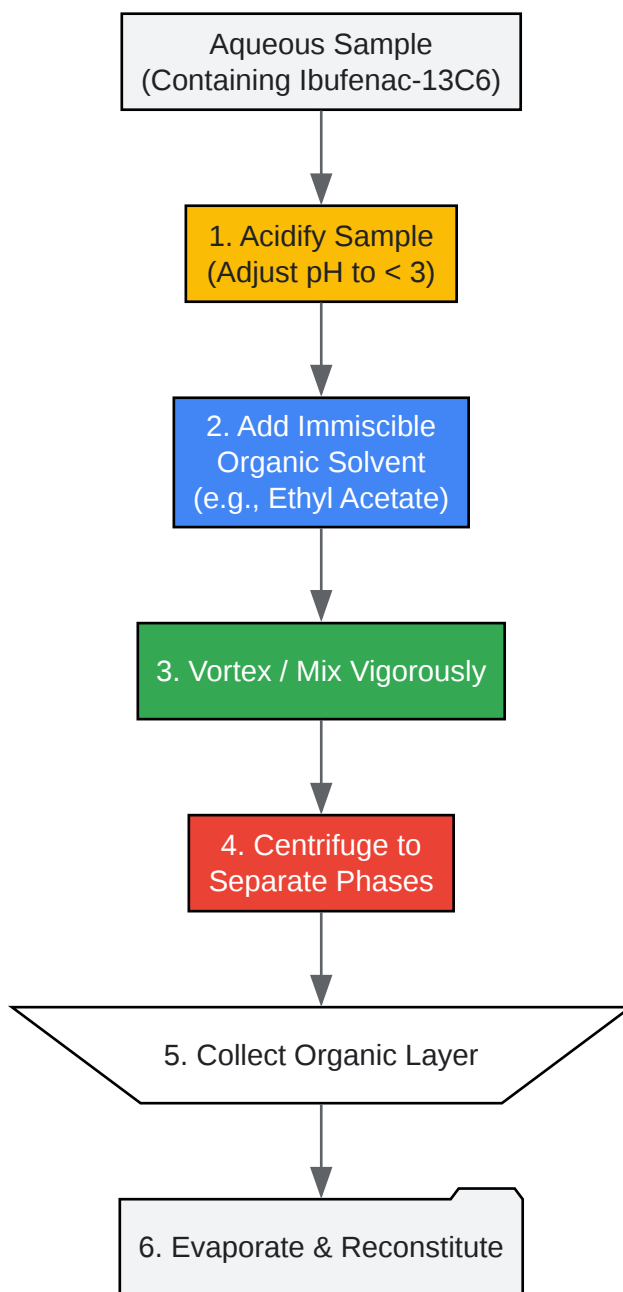 Aqueous Sample
(Containing Ibufenac-13C6)
1. Acidify Sample
(Adjust pH to < 3)
2. Add Immiscible
Organic Solvent
(e.g., Ethyl Acetate)
3. Vortex / Mix Vigorously
4. Centrifuge to
Separate Phases
5. Collect Organic Layer
6. Evaporate & Reconstitute